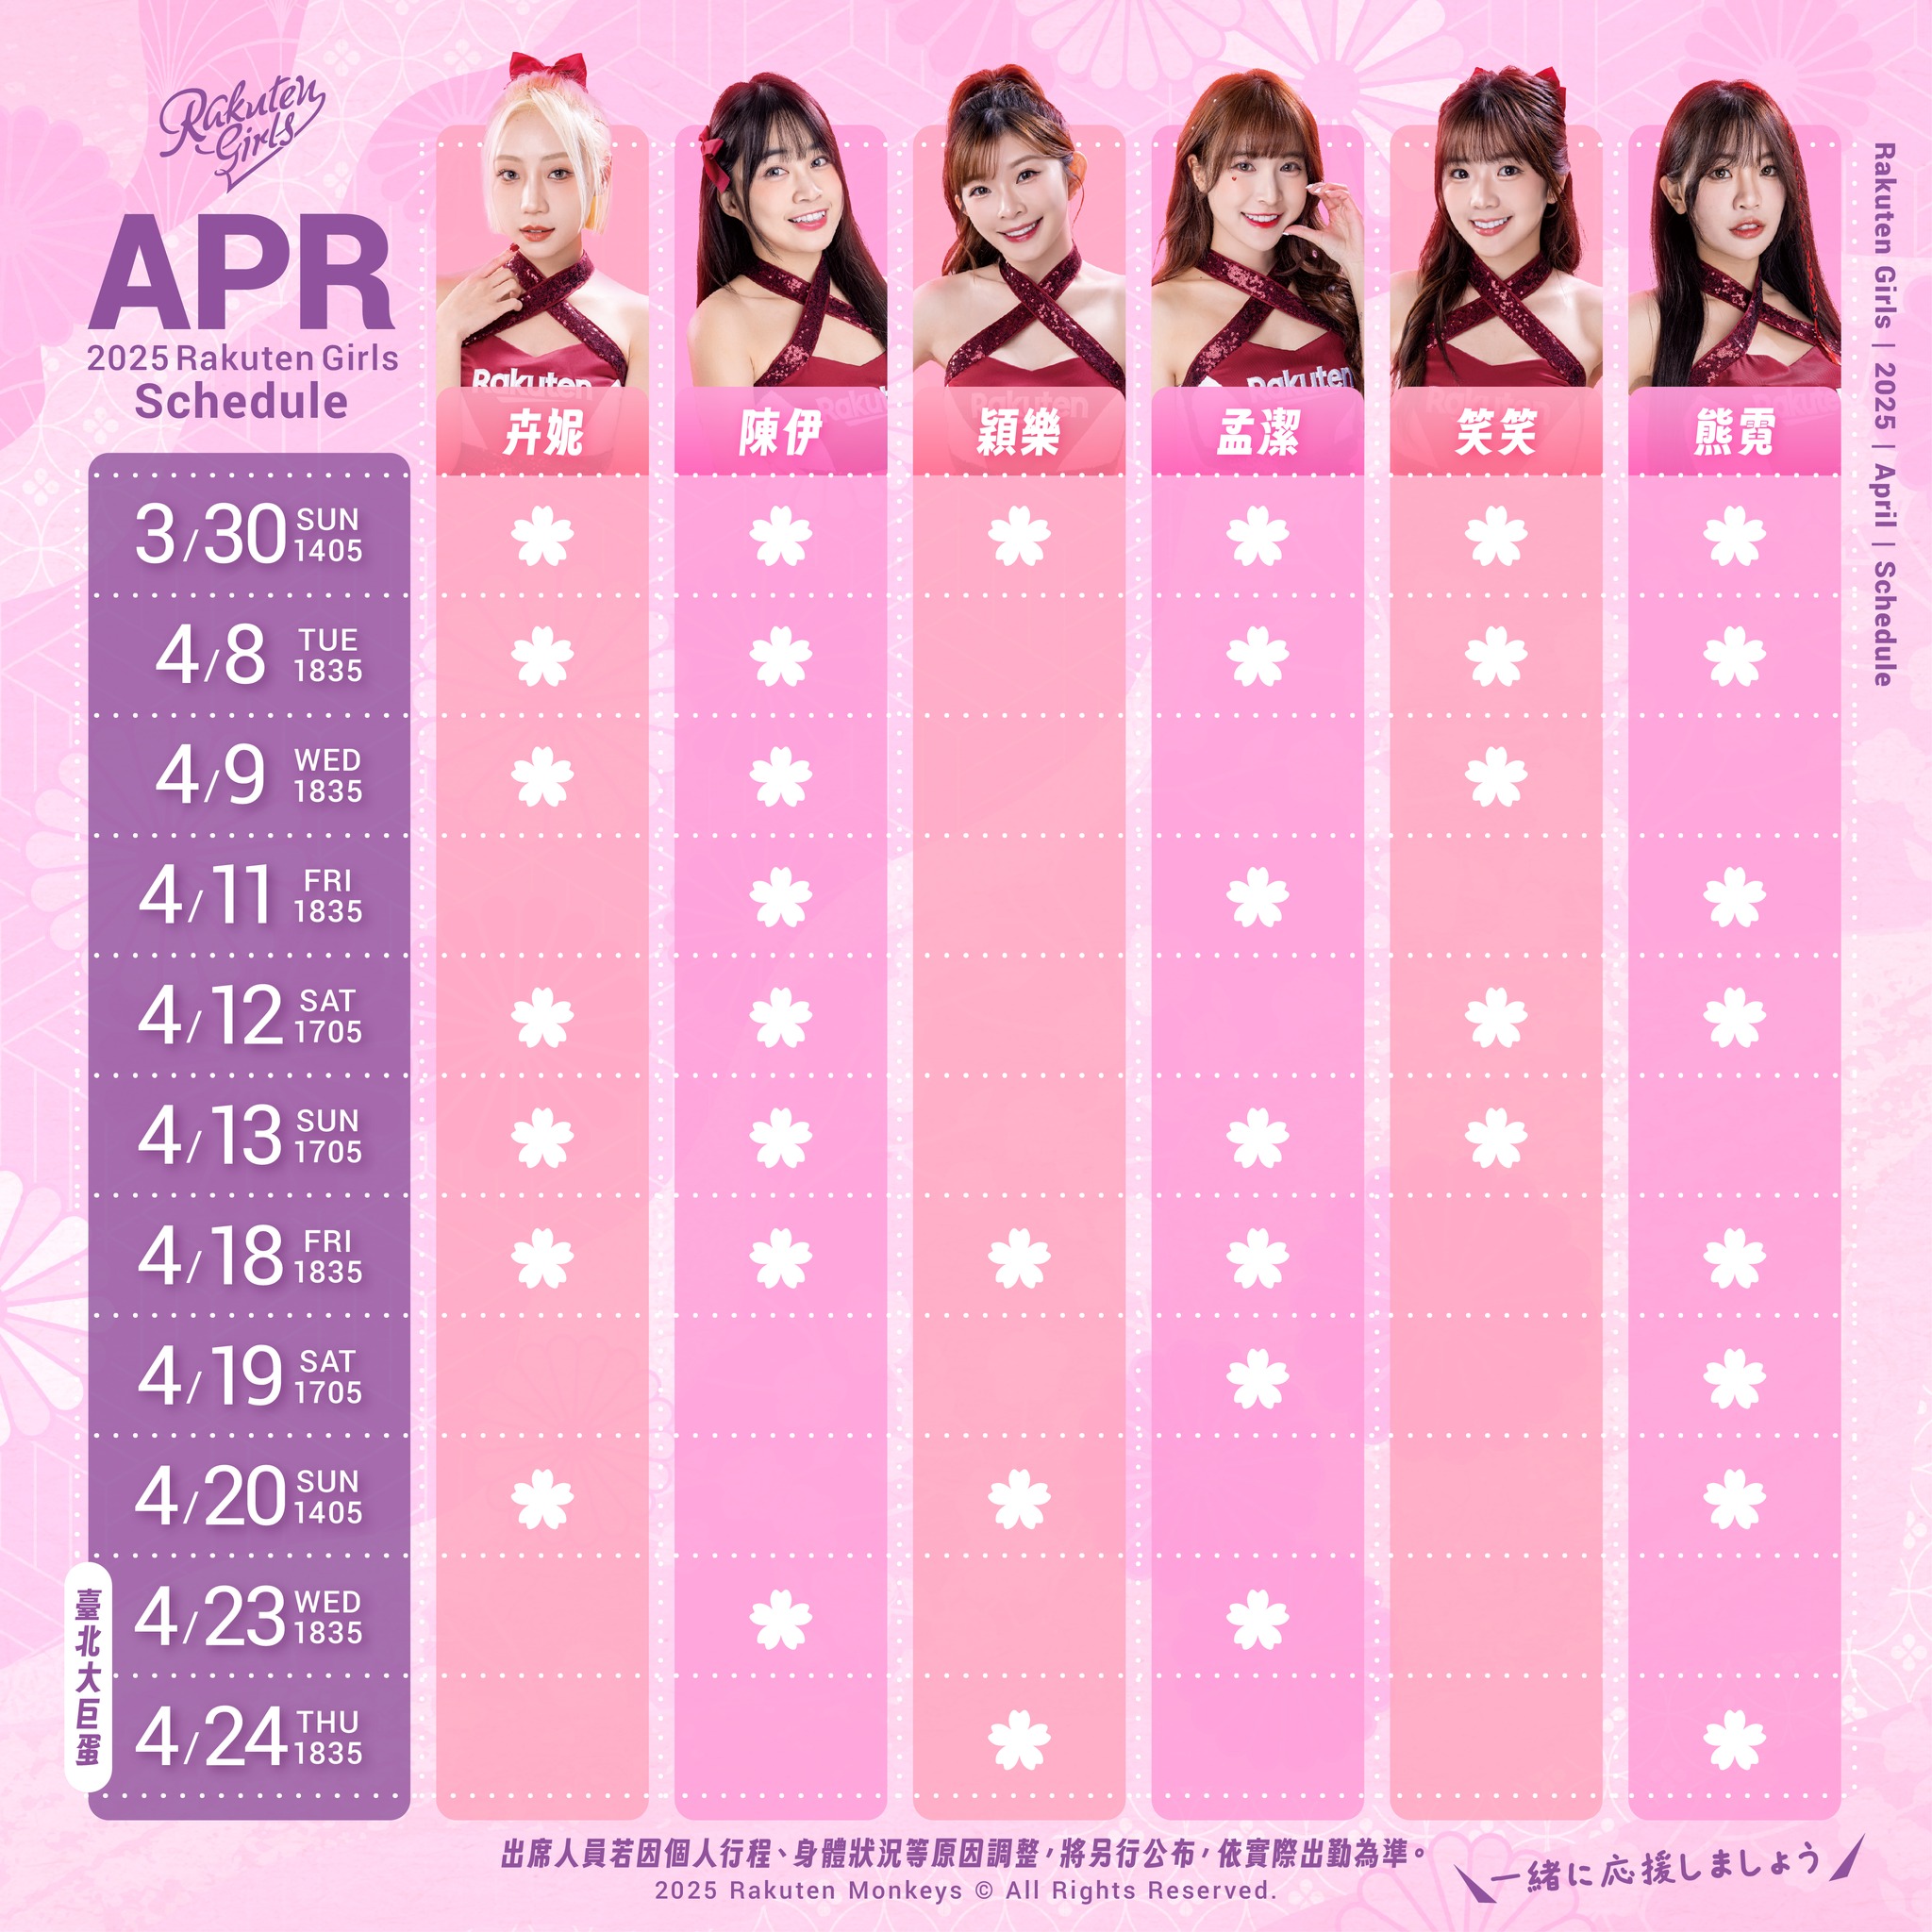 Rakuten
Girls
APR
2025 Rakuten Girls
Schedule
Rakuten
Rakuten
Rakuten
Rakuten
卉妮
陳伊
穎樂
孟潔
笑笑
熊霓
3/30 SUN 1405
4/8 TUE 1835
4/9 WED 1835
4/11 FRI 1835
4/12 SAT 1705
4/13 SUN 1705
4/18 FRI 1835
4/19 SAT 1705
4/20 SUN 1405
臺北大巨蛋
4/23 WED 1835
4/24 THU 1835
Rakuten Girls | 2025 | April | Schedule
出席人員若因個人行程、身體狀況等原因調整，將另行公布，依實際出勤為準。
2025 Rakuten Monkeys © All Rights Reserved.
一緒に応援しましょう